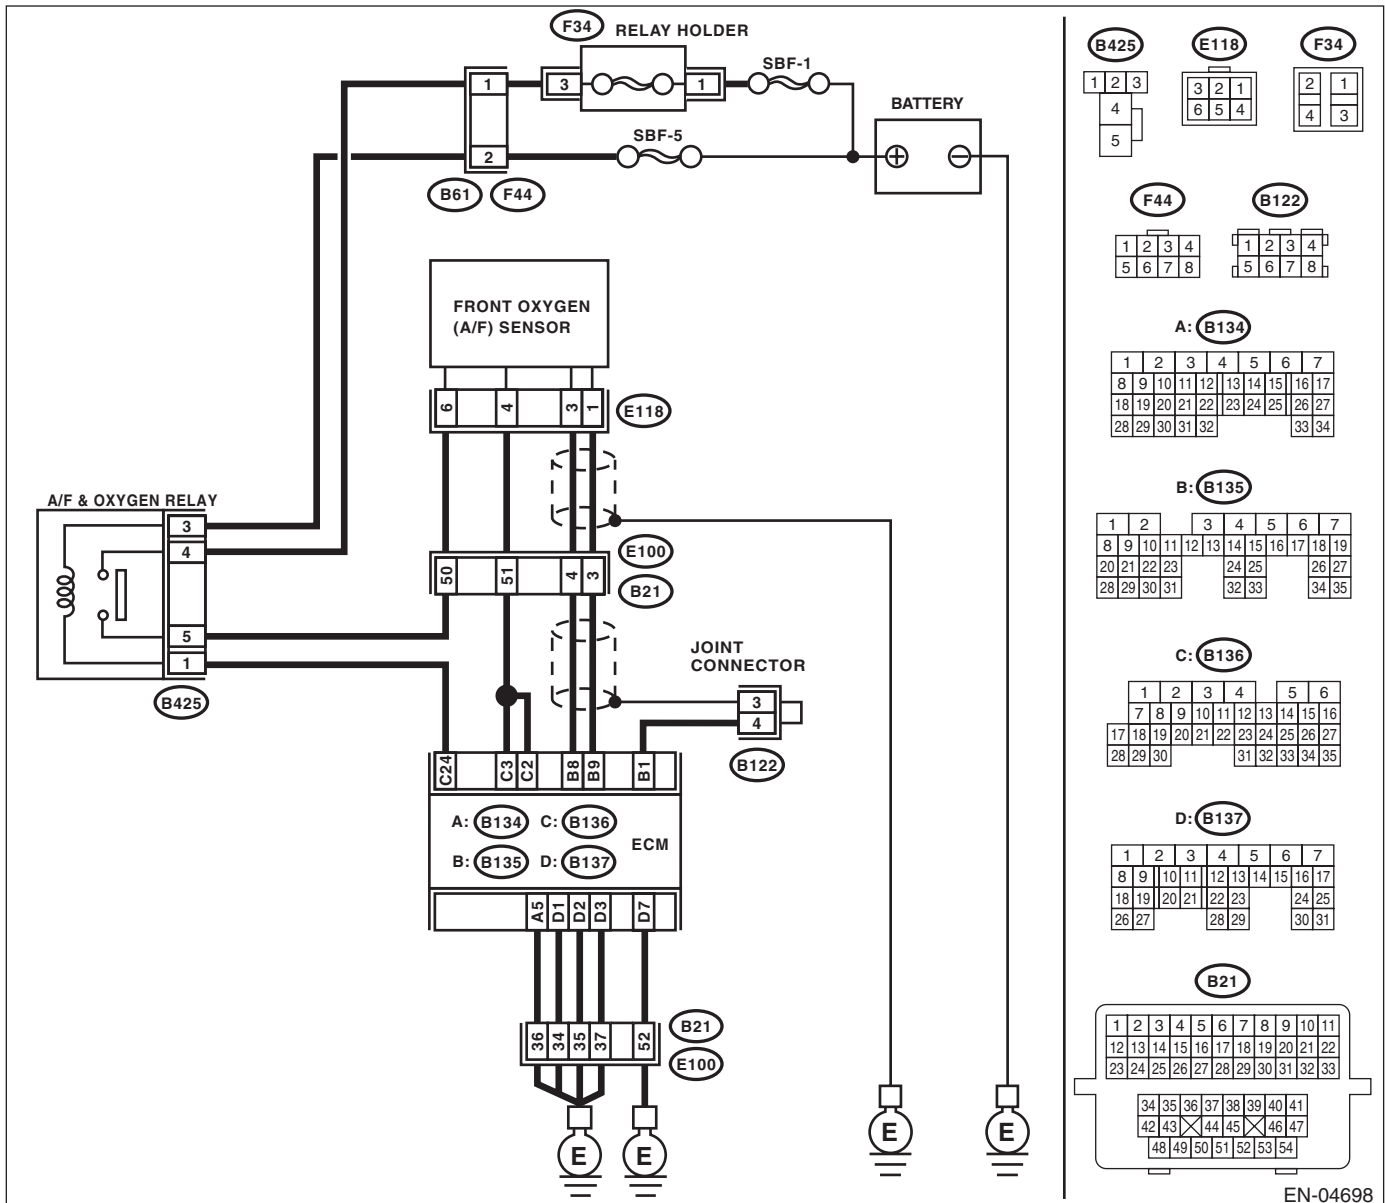 F34 RELAY HOLDER
SBF-1
1
3
1
BATTERY
SBF-5
2
+ −
B61 F44
FRONT OXYGEN
(A/F) SENSOR
6 4 3 1
E118
A/F & OXYGEN RELAY
3
4
5
1
B425
E100
50 51 4 3
B21
JOINT
CONNECTOR
3
4
B122
C24 C3 C2 B8 B9 B1
A: B134 C: B136
ECM
B: B135 D: B137
A5 D1 D2 D3 D7
B21
36 34 35 37 52
E100
E E E E
B425 E118 F34
1 2 3
4
5
3 2 1
6 5 4
2 1
4 3
F44 B122
1 2 3 4
5 6 7 8
1 2 3 4
5 6 7 8
A: B134
1 2 3 4 5 6 7
8 9 10 11 12 13 14 15 16 17
18 19 20 21 22 23 24 25 26 27
28 29 30 31 32 33 34
B: B135
1 2 3 4 5 6 7
8 9 10 11 12 13 14 15 16 17 18 19
20 21 22 23 24 25 26 27
28 29 30 31 32 33 34 35
C: B136
1 2 3 4 5 6
7 8 9 10 11 12 13 14 15 16
17 18 19 20 21 22 23 24 25 26 27
28 29 30 31 32 33 34 35
D: B137
1 2 3 4 5 6 7
8 9 10 11 12 13 14 15 16 17
18 19 20 21 22 23 24 25
26 27 28 29 30 31
B21
1 2 3 4 5 6 7 8 9 10 11
12 13 14 15 16 17 18 19 20 21 22
23 24 25 26 27 28 29 30 31 32 33
34 35 36 37 38 39 40 41
42 43 44 45 46 47
48 49 50 51 52 53 54
EN-04698